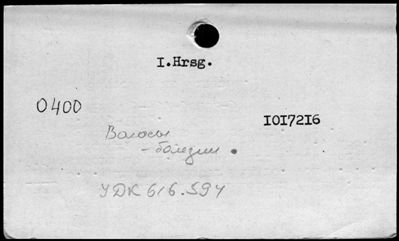 I.Hrsg.
0400
IOI72I6
Волосы
-болезни.
УДК 616.594